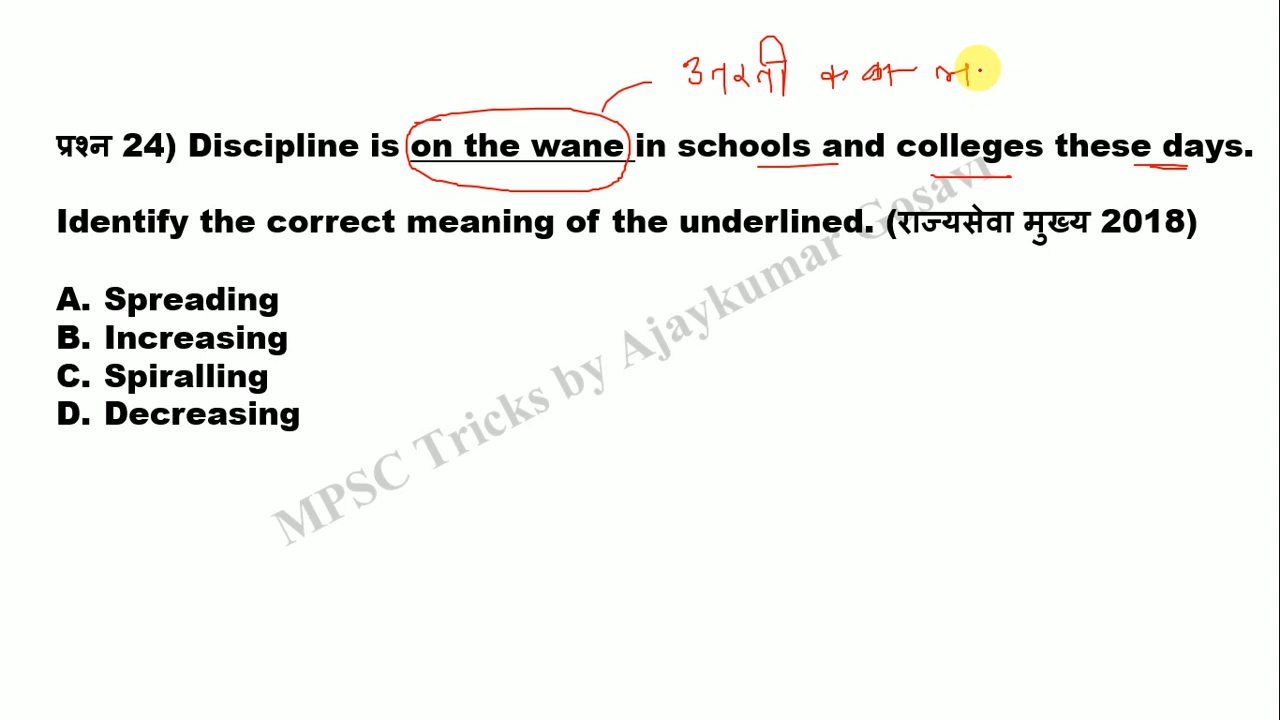 उतरती
प्रश्न 24) Discipline is on the wane in schools and colleges these days.
Identify the correct meaning of the underlined. (राज्यसेवा मुख्य 2018)
A. Spreading
B. Increasing
C. Spiralling
D. Decreasing
MPSC Tricks by Ajaykumar Gosavi